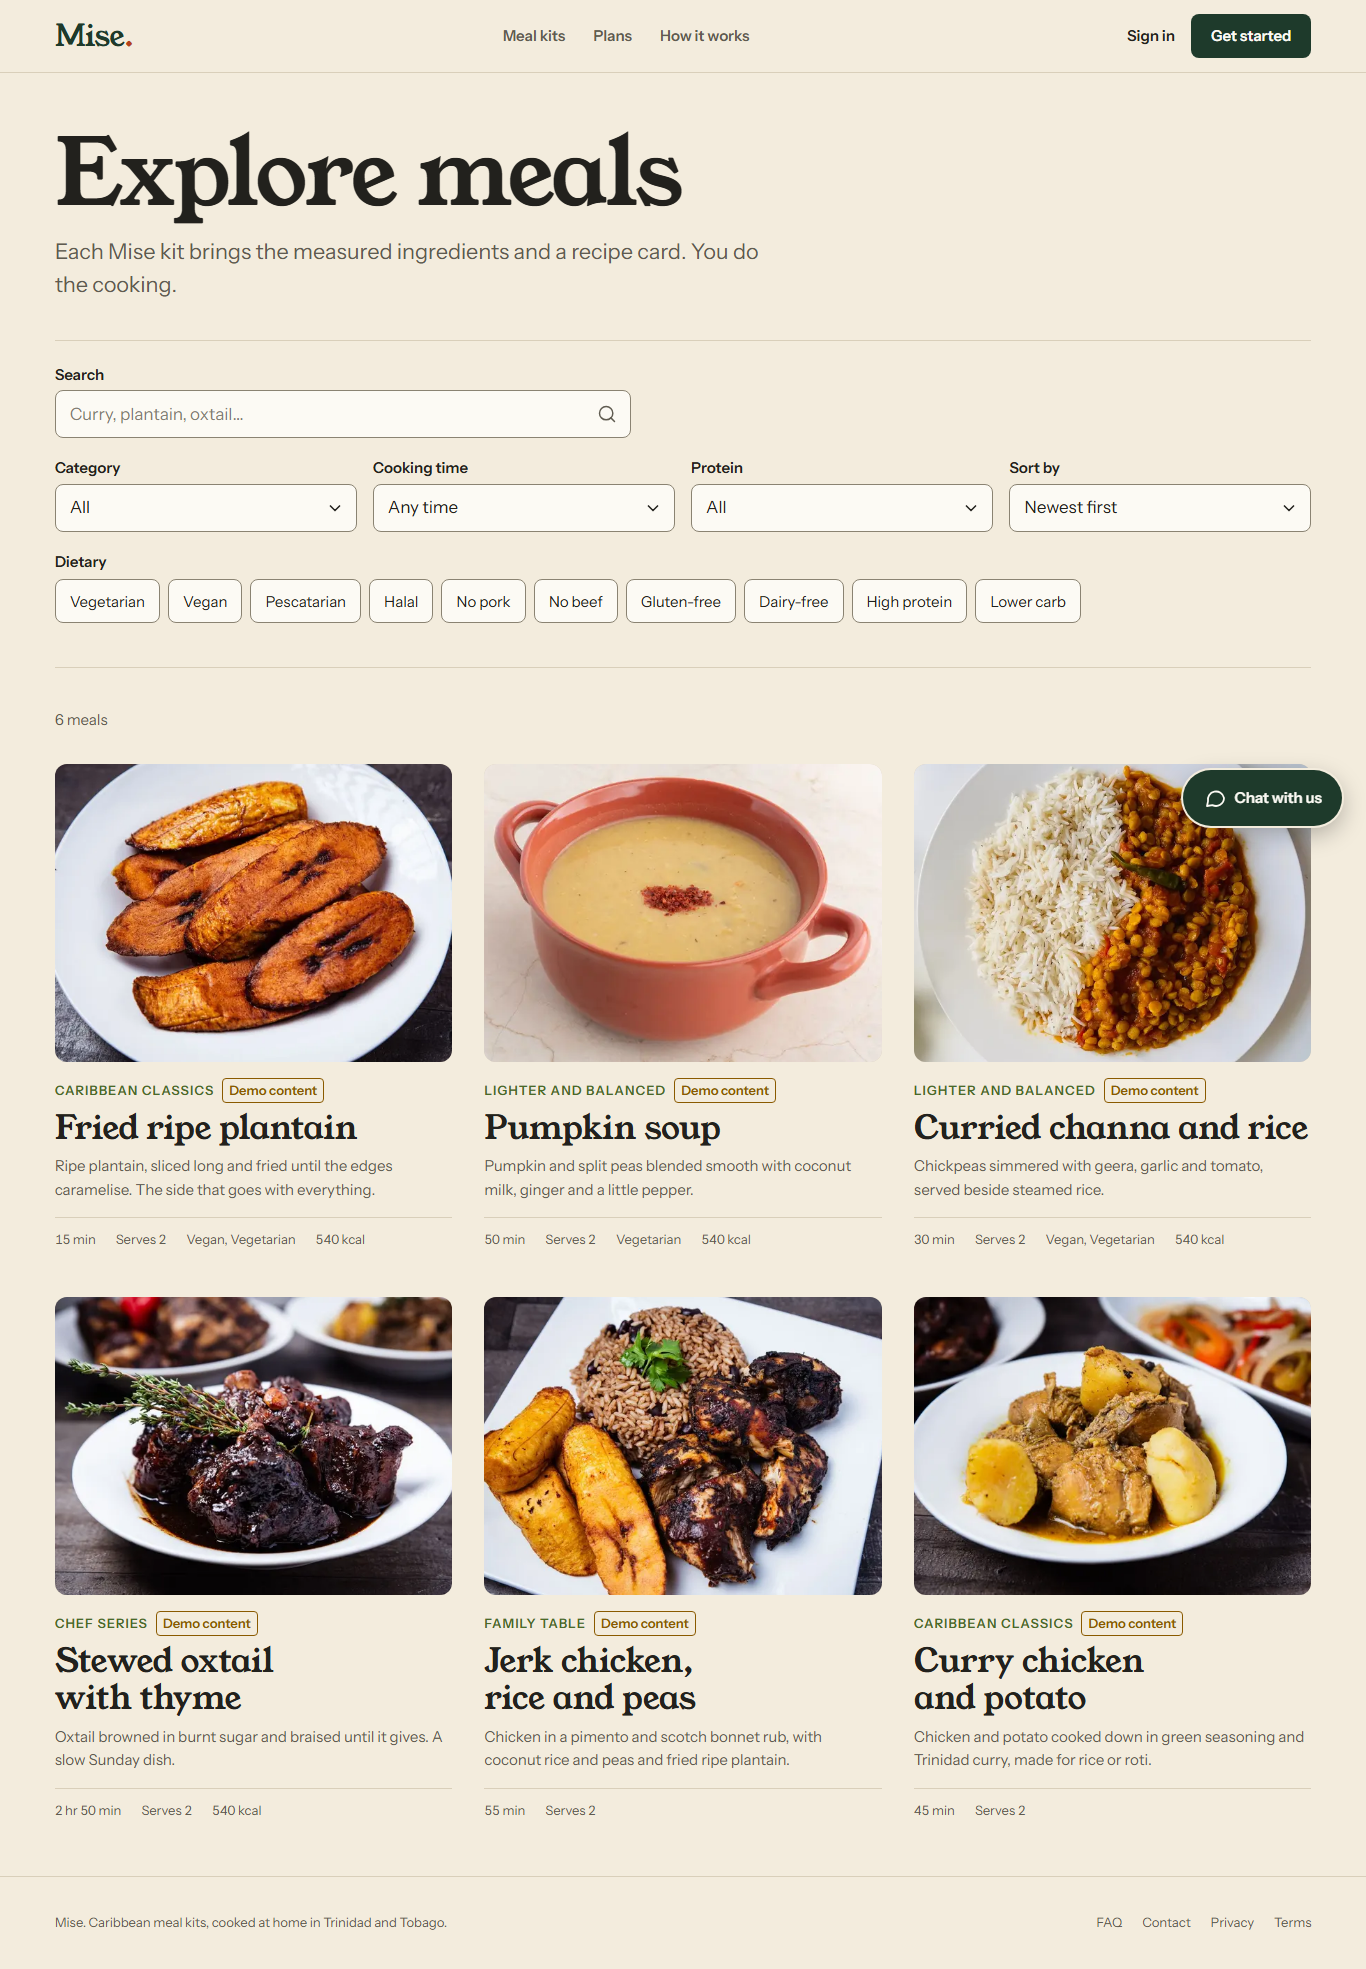 Mise.
Meal kits
Plans
How it works
Sign in
Get started
Explore meals
Each Mise kit brings the measured ingredients and a recipe card. You do
the cooking.
Search
Curry, plantain, oxtail...
Category
Cooking time
Protein
Sort by
All
Any time
All
Newest first
Dietary
Vegetarian
Vegan
Pescatarian
Halal
No pork
No beef
Gluten-free
Dairy-free
High protein
Lower carb
6 meals
Chat with us
CARIBBEAN CLASSICS
Demo content
Fried ripe plantain
Ripe plantain, sliced long and fried until the edges
caramelise. The side that goes with everything.
15 min
Serves 2
Vegan, Vegetarian
540 kcal
LIGHTER AND BALANCED
Demo content
Pumpkin soup
Pumpkin and split peas blended smooth with coconut
milk, ginger and a little pepper.
50 min
Serves 2
Vegetarian
540 kcal
LIGHTER AND BALANCED
Demo content
Curried channa and rice
Chickpeas simmered with geera, garlic and tomato,
served beside steamed rice.
30 min
Serves 2
Vegan, Vegetarian
540 kcal
CHEF SERIES
Demo content
Stewed oxtail
with thyme
Oxtail browned in burnt sugar and braised until it gives. A
slow Sunday dish.
2 hr 50 min
Serves 2
540 kcal
FAMILY TABLE
Demo content
Jerk chicken,
rice and peas
Chicken in a pimento and scotch bonnet rub, with
coconut rice and peas and fried ripe plantain.
55 min
Serves 2
CARIBBEAN CLASSICS
Demo content
Curry chicken
and potato
Chicken and potato cooked down in green seasoning and
Trinidad curry, made for rice or roti.
45 min
Serves 2
Mise. Caribbean meal kits, cooked at home in Trinidad and Tobago.
FAQ
Contact
Privacy
Terms